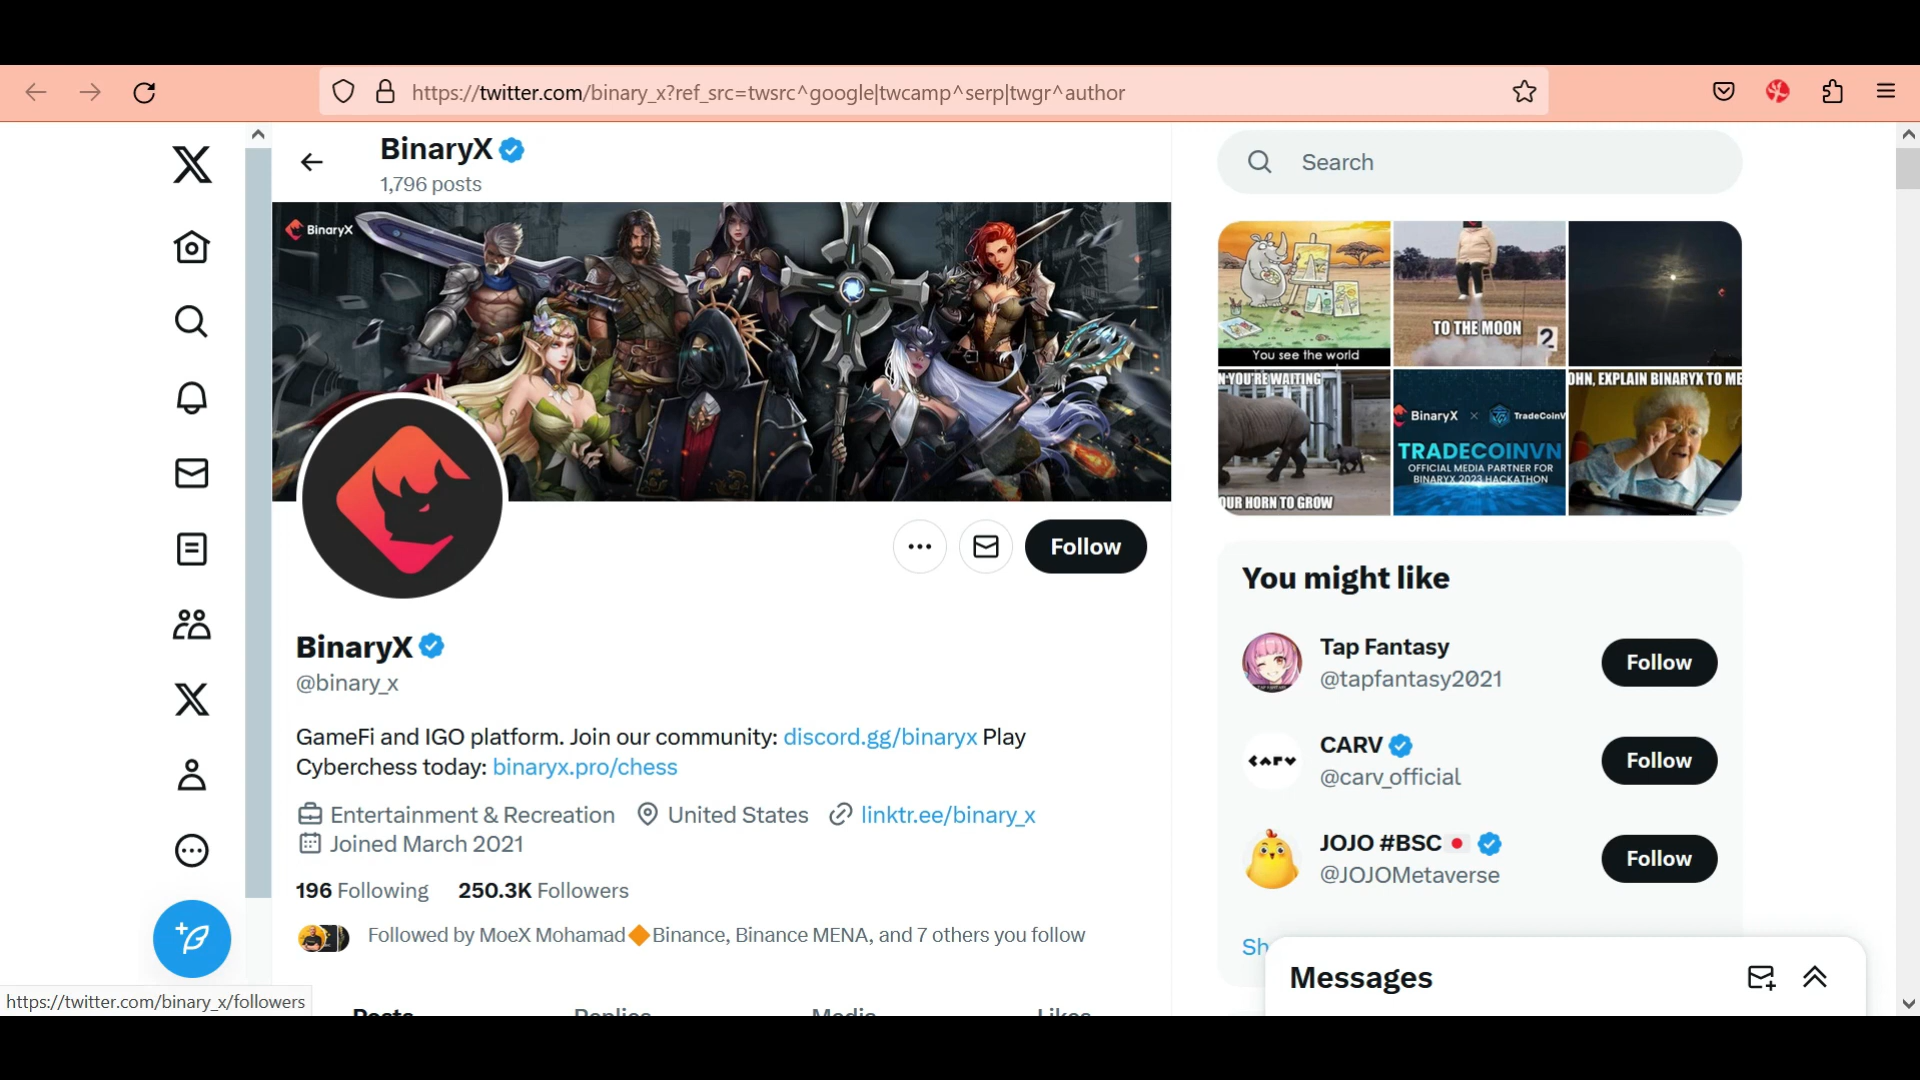 https://twitter.com/binary_x?ref_src=twsrc^google|twcamp^serp|twgr^author
BinaryX
1,796 posts
BinaryX
Follow
BinaryX
@binary_x
GameFi and IGO platform. Join our community: discord.gg/binaryx Play
Cyberchess today: binaryx.pro/chess
Entertainment & Recreation United States linktr.ee/binary_x
Joined March 2021
196 Following 250.3K Followers
Followed by MoeX Mohamad🔶Binance, Binance MENA, and 7 others you follow
Posts Replies Media Likes
https://twitter.com/binary_x/followers
Search
You see the world
TO THE MOON
2
N YOU'RE WAITING
OUR HORN TO GROW
BinaryX × TradeCoinV
TRADECOINVN
OFFICIAL MEDIA PARTNER FOR
BINARYX 2023 HACKATHON
OHN, EXPLAIN BINARYX TO ME
You might like
Tap Fantasy
@tapfantasy2021
Follow
CARV
CARV
@carv_official
Follow
JOJO #BSC🇯🇵
@JOJOMetaverse
Follow
Sh
Messages